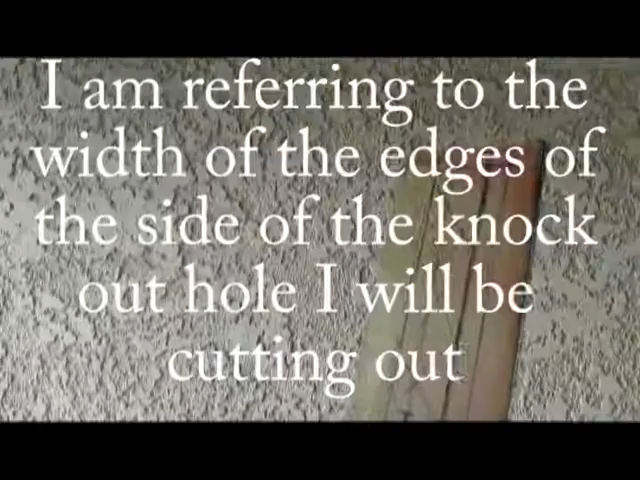 I am referring to the
width of the edges of
the side of the knock
out hole I will be
cutting out